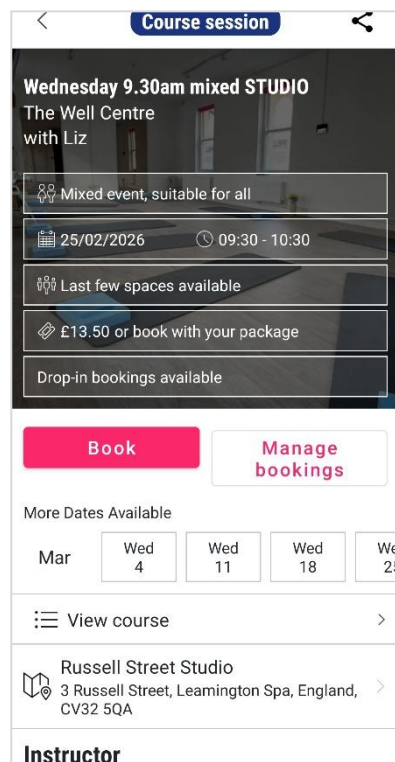 Course session
Wednesday 9.30am mixed STUDIO
The Well Centre
with Liz
Mixed event, suitable for all
25/02/2026 09:30 - 10:30
Last few spaces available
£13.50 or book with your package
Drop-in bookings available
Book
Manage
bookings
More Dates Available
Mar
Wed
4
Wed
11
Wed
18
View course
Russell Street Studio
3 Russell Street, Leamington Spa, England,
CV32 5QA
Instructor